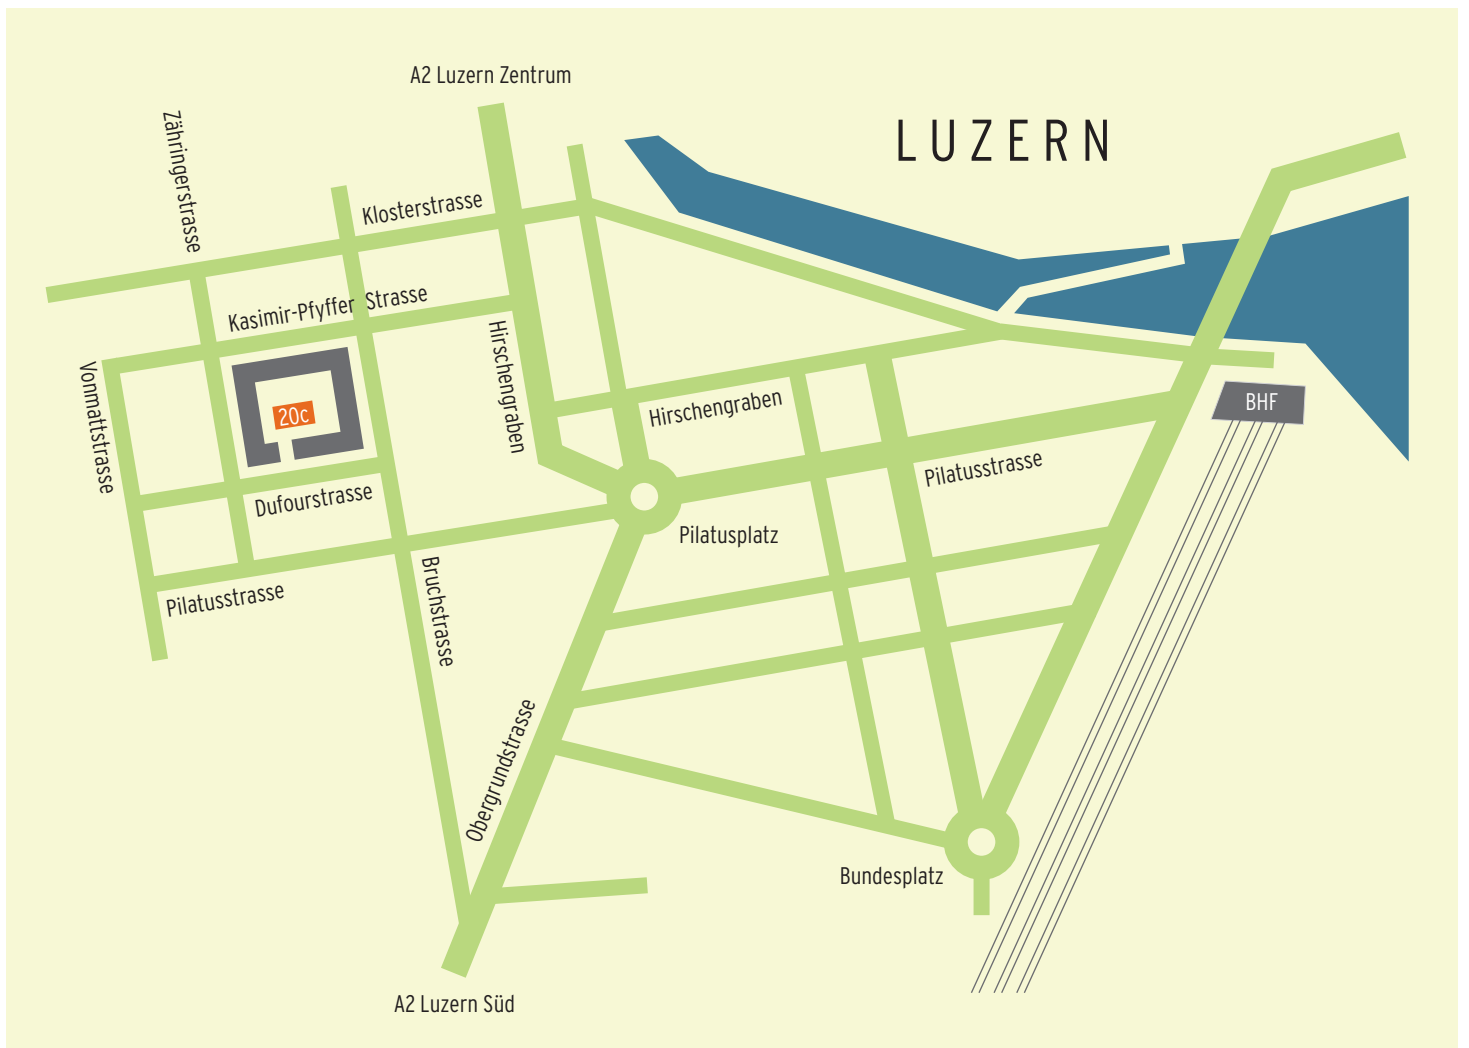 A2 Luzern Zentrum
LUZERN
Zähringerstrasse
Klosterstrasse
Kasimir-Pfyffer Strasse
Hirschengraben
Vonmattstrasse
20c
Hirschengraben
BHF
Pilatusstrasse
Dufourstrasse
Pilatusplatz
Pilatusstrasse
Bruchstrasse
Obergrundstrasse
Bundesplatz
A2 Luzern Süd